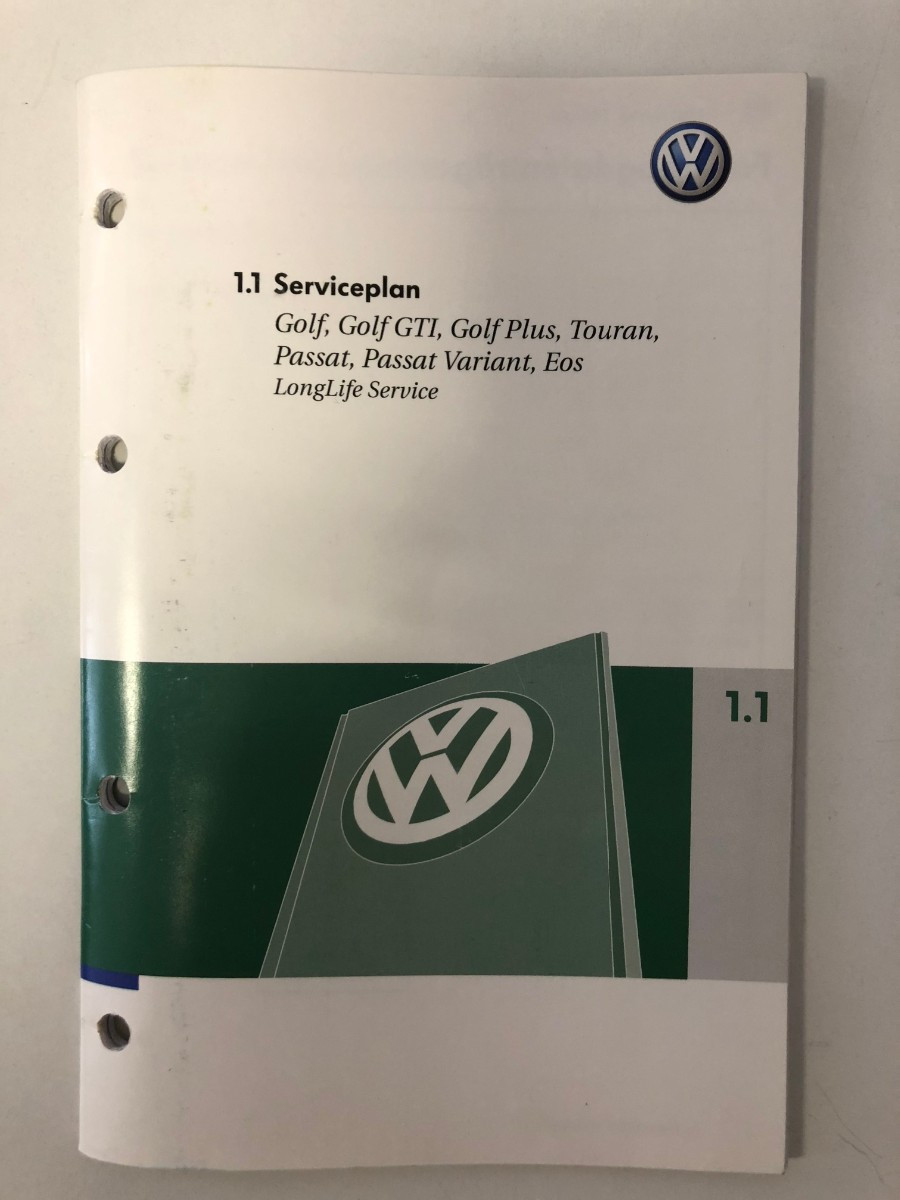 1.1 Serviceplan
Golf, Golf GTI, Golf Plus, Touran,
Passat, Passat Variant, Eos
LongLife Service
1.1